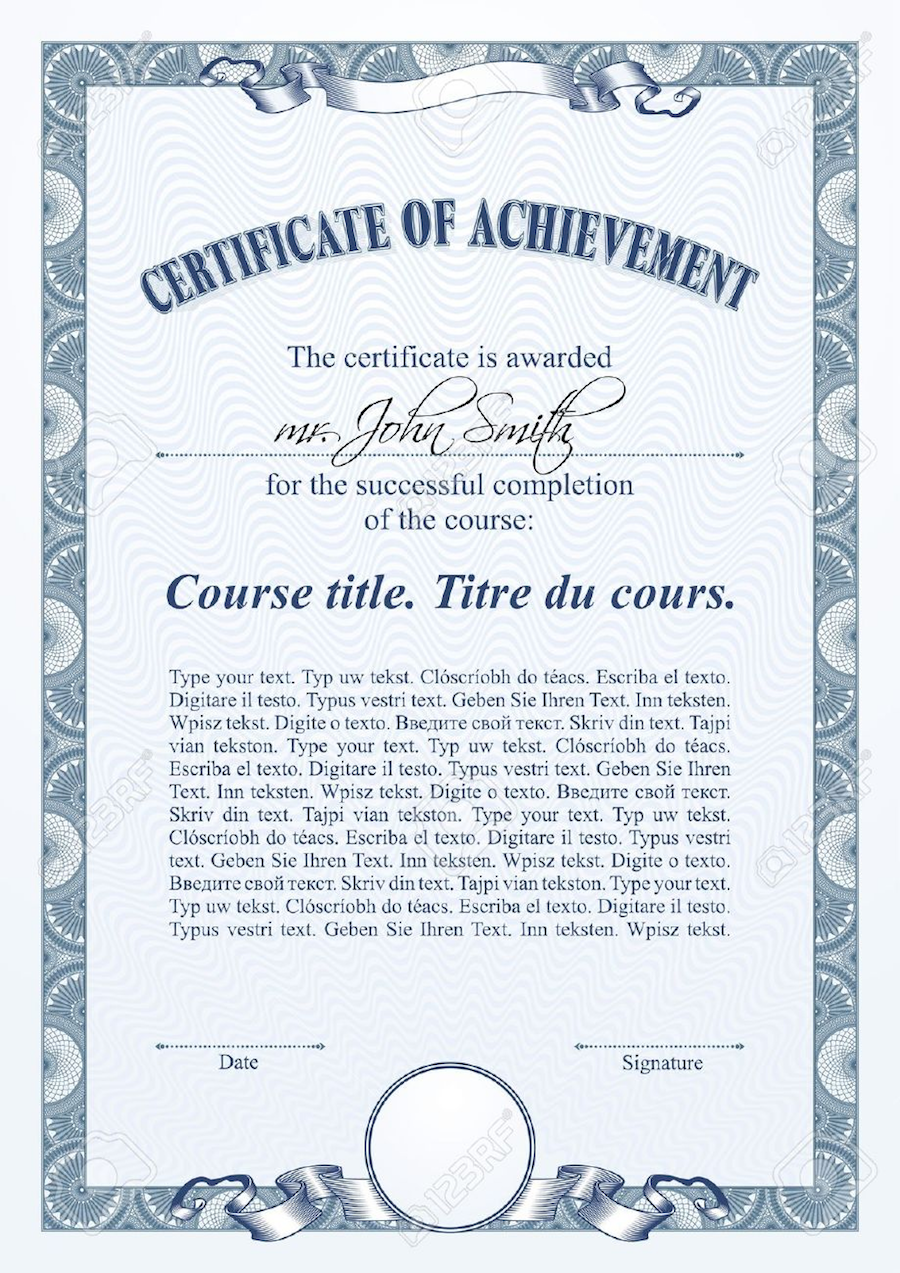 CERTIFICATE OF ACHIEVEMENT
The certificate is awarded
mr. John Smith
for the successful completion
of the course:
Course title. Titre du cours.
Type your text. Typ uw tekst. Clóscríobh do téacs. Escriba el texto.
Digitare il testo. Typus vestri text. Geben Sie Ihren Text. Inn teksten.
Wpisz tekst. Digite o texto. Введите свой текст. Skriv din text. Tajpi
vian tekston. Type your text. Typ uw tekst. Clóscríobh do téacs.
Escriba el texto. Digitare il testo. Typus vestri text. Geben Sie Ihren
Text. Inn teksten. Wpisz tekst. Digite o texto. Введите свой текст.
Skriv din text. Tajpi vian tekston. Type your text. Typ uw tekst.
Clóscríobh do téacs. Escriba el texto. Digitare il testo. Typus vestri
text. Geben Sie Ihren Text. Inn teksten. Wpisz tekst. Digite o texto.
Введите свой текст. Skriv din text. Tajpi vian tekston. Type your text.
Typ uw tekst. Clóscríobh do téacs. Escriba el texto. Digitare il testo.
Typus vestri text. Geben Sie Ihren Text. Inn teksten. Wpisz tekst.
Date
Signature
123RF